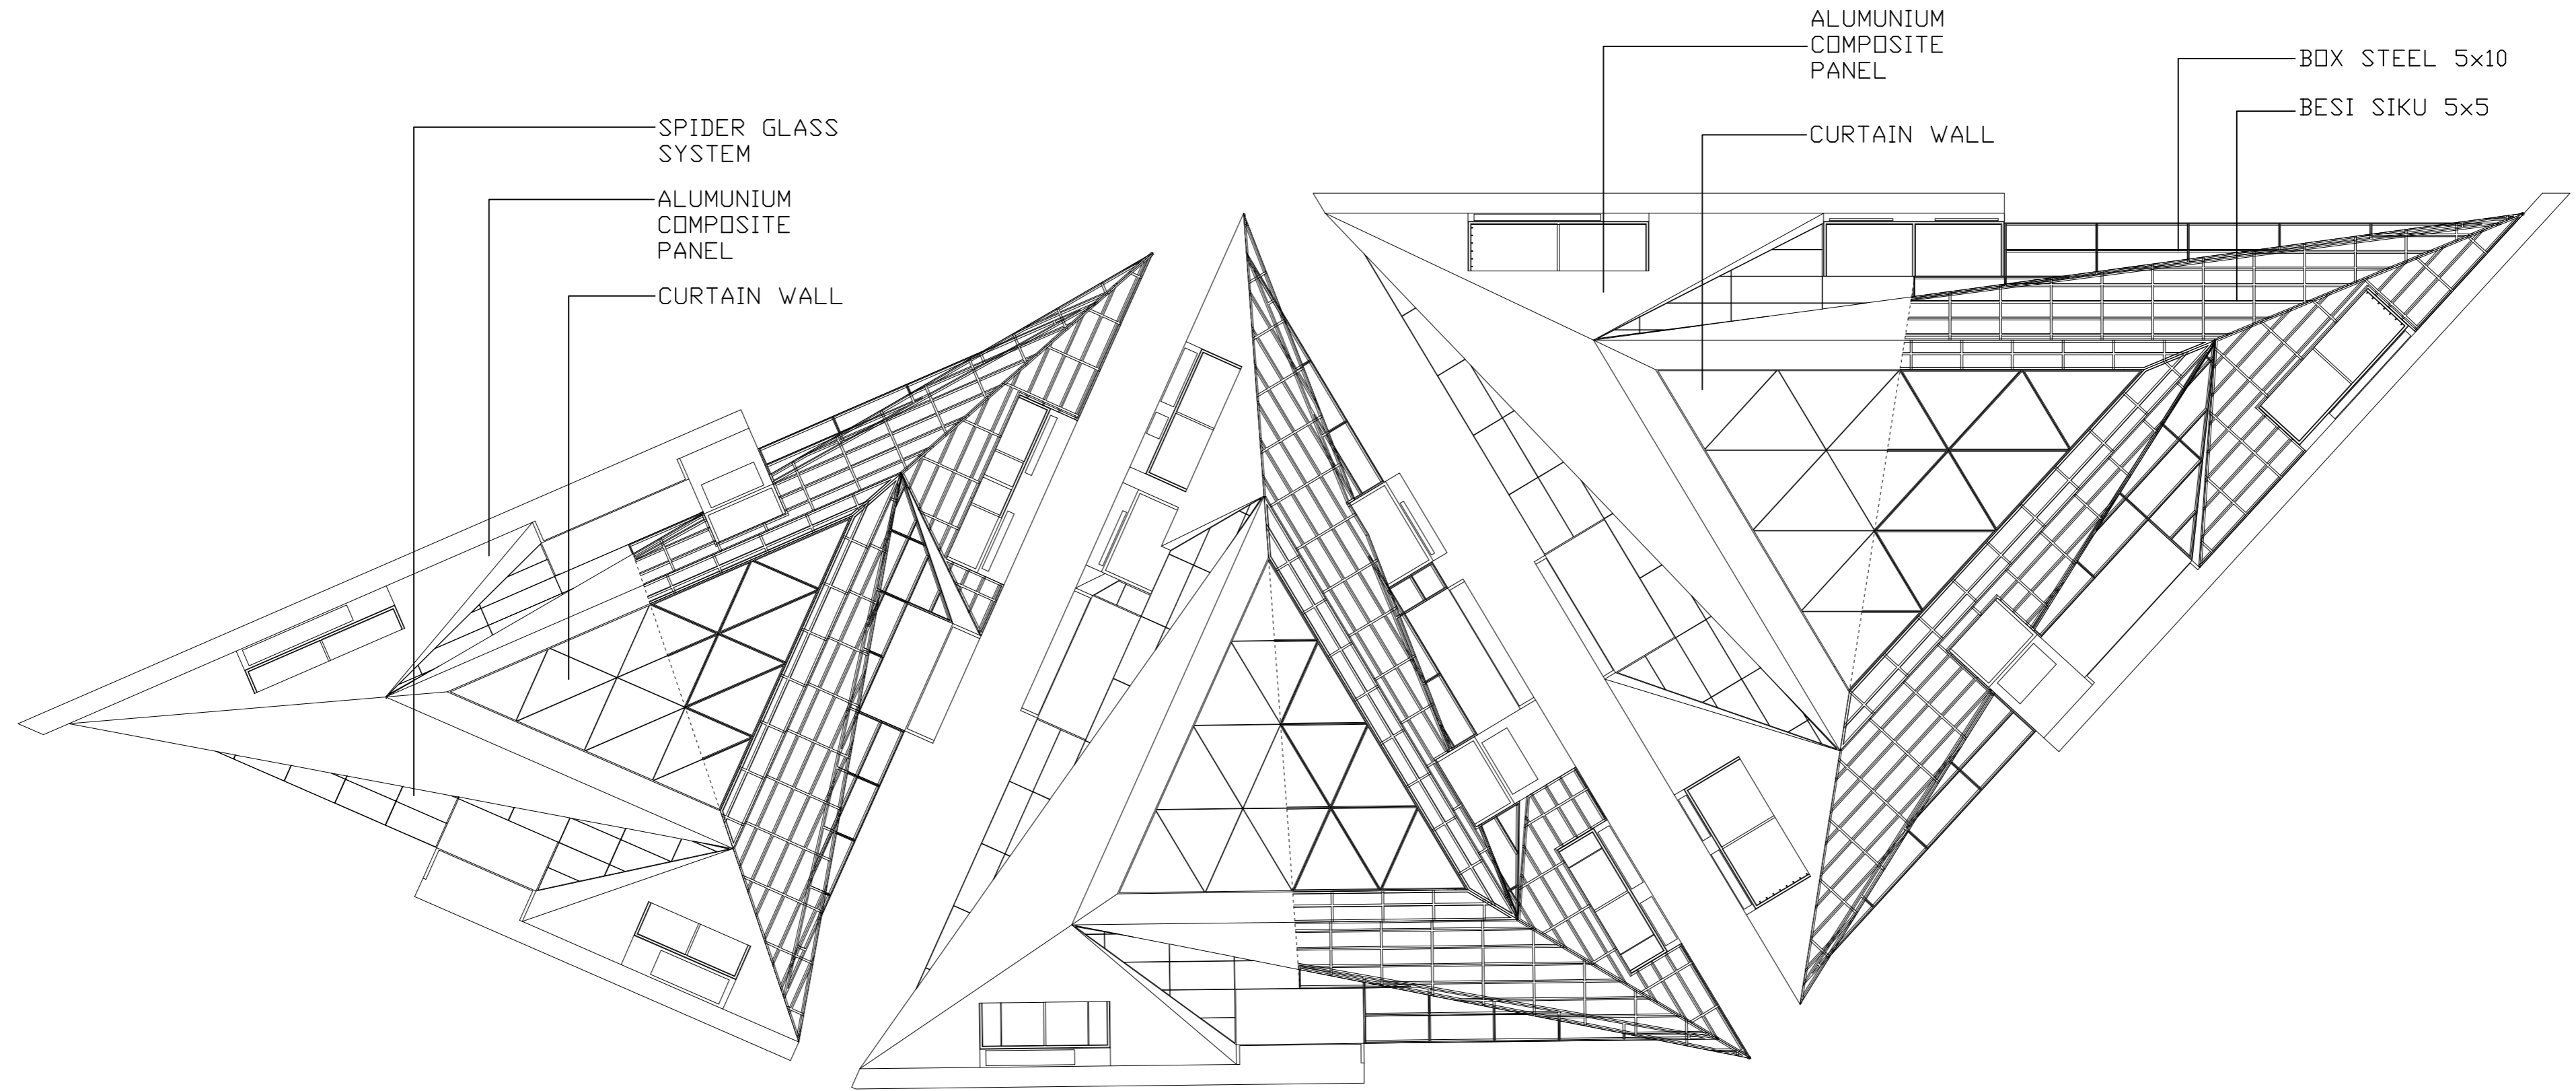 SPIDER GLASS
SYSTEM
ALUMUNIUM
COMPOSITE
PANEL
CURTAIN WALL
ALUMUNIUM
COMPOSITE
PANEL
CURTAIN WALL
BOX STEEL 5x10
BESI SIKU 5x5